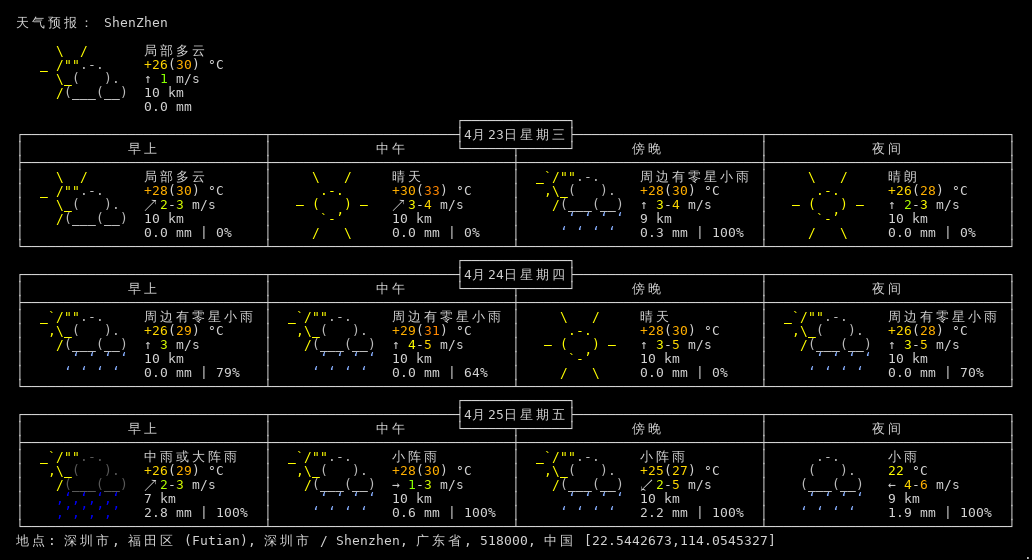 天气预报： ShenZhen
局部多云
+26(30) °C
↑ 1 m/s
10 km
0.0 mm
4月23日星期三
早上 中午 傍晚 夜间
局部多云 晴天 周边有零星小雨 晴朗
+28(30) °C +30(33) °C +28(30) °C +26(28) °C
↗ 2-3 m/s ↗ 3-4 m/s ↑ 3-4 m/s ↑ 2-3 m/s
10 km 10 km 9 km 10 km
0.0 mm | 0% 0.0 mm | 0% 0.3 mm | 100% 0.0 mm | 0%
4月24日星期四
早上 中午 傍晚 夜间
周边有零星小雨 周边有零星小雨 晴天 周边有零星小雨
+26(29) °C +29(31) °C +28(30) °C +26(28) °C
↑ 3 m/s ↑ 4-5 m/s ↑ 3-5 m/s ↑ 3-5 m/s
10 km 10 km 10 km 10 km
0.0 mm | 79% 0.0 mm | 64% 0.0 mm | 0% 0.0 mm | 70%
4月25日星期五
早上 中午 傍晚 夜间
中雨或大阵雨 小阵雨 小阵雨 小雨
+26(29) °C +28(30) °C +25(27) °C 22 °C
↗ 2-3 m/s → 1-3 m/s ↙ 2-5 m/s ← 4-6 m/s
7 km 10 km 10 km 9 km
2.8 mm | 100% 0.6 mm | 100% 2.2 mm | 100% 1.9 mm | 100%
地点: 深圳市, 福田区 (Futian), 深圳市 / Shenzhen, 广东省, 518000, 中国 [22.5442673,114.0545327]